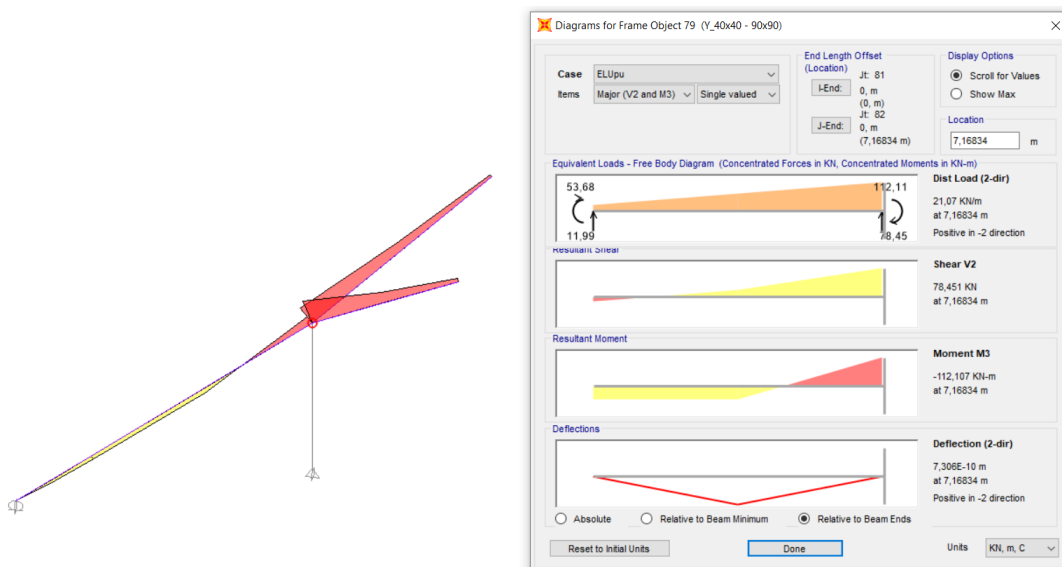 Diagrams for Frame Object 79 (Y_40x40 - 90x90)
Case ELUpu
Items Major (V2 and M3) Single valued
End Length Offset
(Location)
I-End:
Jt: 81
0, m
(0, m)
J-End:
Jt: 82
0, m
(7,16834 m)
Display Options
Scroll for Values
Show Max
Location
7,16834 m
Equivalent Loads - Free Body Diagram (Concentrated Forces in KN, Concentrated Moments in KN-m)
53,68 112,11
11,99 78,45
Dist Load (2-dir)
21,07 KN/m
at 7,16834 m
Positive in -2 direction
Resultant Shear
Shear V2
78,451 KN
at 7,16834 m
Resultant Moment
Moment M3
-112,107 KN-m
at 7,16834 m
Deflections
Deflection (2-dir)
7,306E-10 m
at 7,16834 m
Positive in -2 direction
Absolute Relative to Beam Minimum Relative to Beam Ends
Reset to Initial Units Done Units KN, m, C